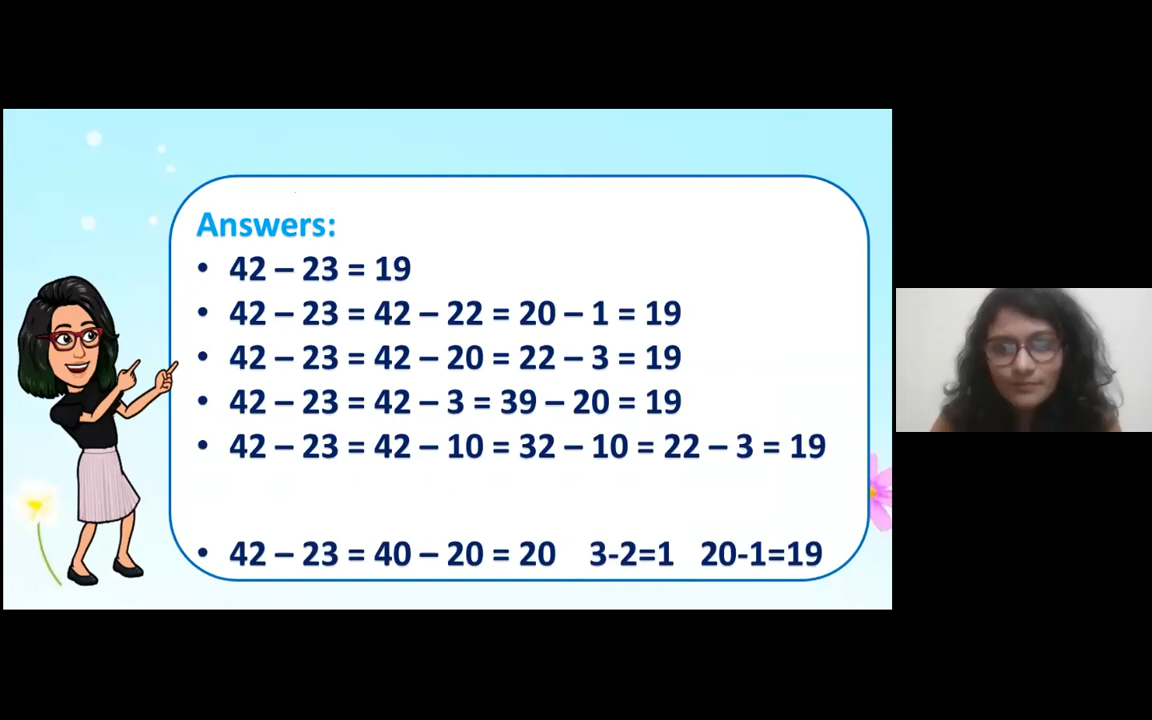 Answers:
• 42 – 23 = 19
• 42 – 23 = 42 – 22 = 20 – 1 = 19
• 42 – 23 = 42 – 20 = 22 – 3 = 19
• 42 – 23 = 42 – 3 = 39 – 20 = 19
• 42 – 23 = 42 – 10 = 32 – 10 = 22 – 3 = 19
• 42 – 23 = 40 – 20 = 20 3-2=1 20-1=19